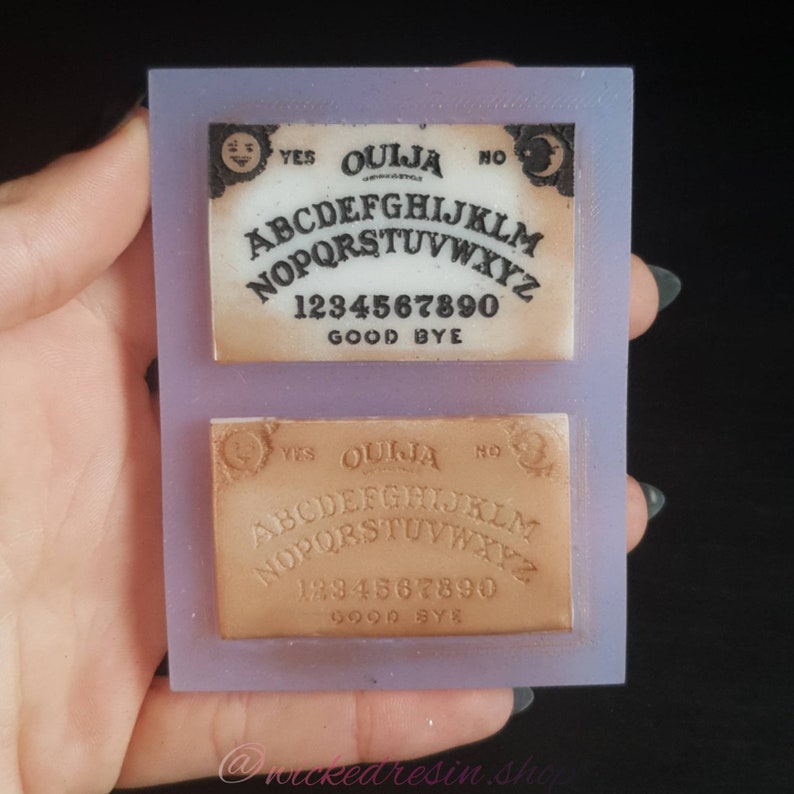 YES OUIJA NO
ABCDEFGHIJKLM
NOPQRSTUVWXYZ
1234567890
GOOD BYE
YES OUIJA NO
ABCDEFGHIJKLM
NOPQRSTUVWXYZ
1234567890
GOOD BYE
@wickedresin.shop